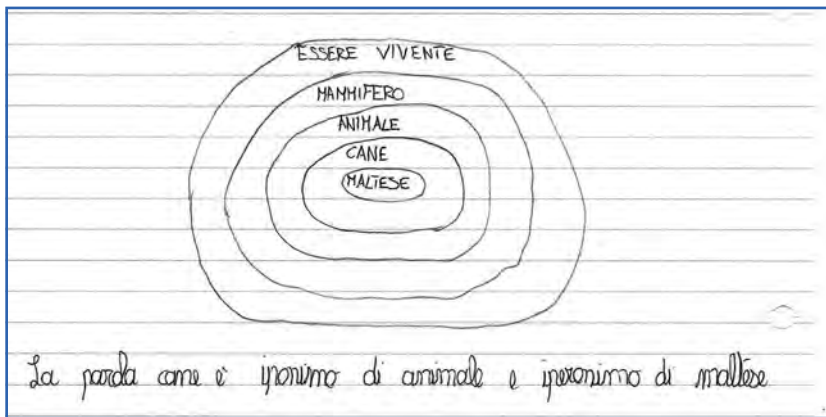 ESSERE VIVENTE
MAMMIFERO
ANIMALE
CANE
MALTESE
La parola cane è iponimo di animale e iperonimo di maltese